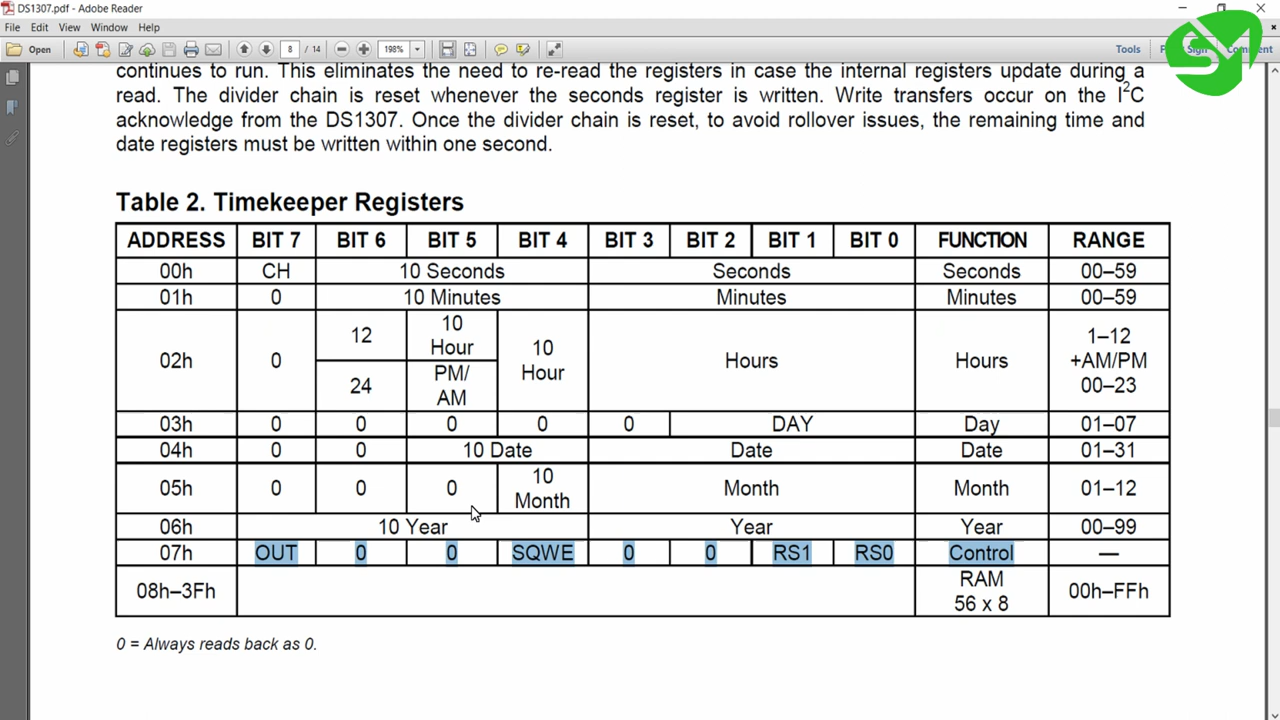 DS1307.pdf - Adobe Reader
File Edit View Window Help
Open 8 / 14 198% Tools Comment
continues to run. This eliminates the need to re-read the registers in case the internal registers update during a
read. The divider chain is reset whenever the seconds register is written. Write transfers occur on the I2C
acknowledge from the DS1307. Once the divider chain is reset, to avoid rollover issues, the remaining time and
date registers must be written within one second.
Table 2. Timekeeper Registers
ADDRESS BIT 7 BIT 6 BIT 5 BIT 4 BIT 3 BIT 2 BIT 1 BIT 0 FUNCTION RANGE
00h CH 10 Seconds Seconds Seconds 00–59
01h 0 10 Minutes Minutes Minutes 00–59
02h 0 12 10 Hour 10 Hour Hours Hours 1–12 +AM/PM 00–23
24 PM/AM
03h 0 0 0 0 0 DAY Day 01–07
04h 0 0 10 Date Date Date 01–31
05h 0 0 0 10 Month Month Month 01–12
06h 10 Year Year Year 00–99
07h OUT 0 0 SQWE 0 0 RS1 RS0 Control —
08h–3Fh RAM 56 x 8 00h–FFh
0 = Always reads back as 0.